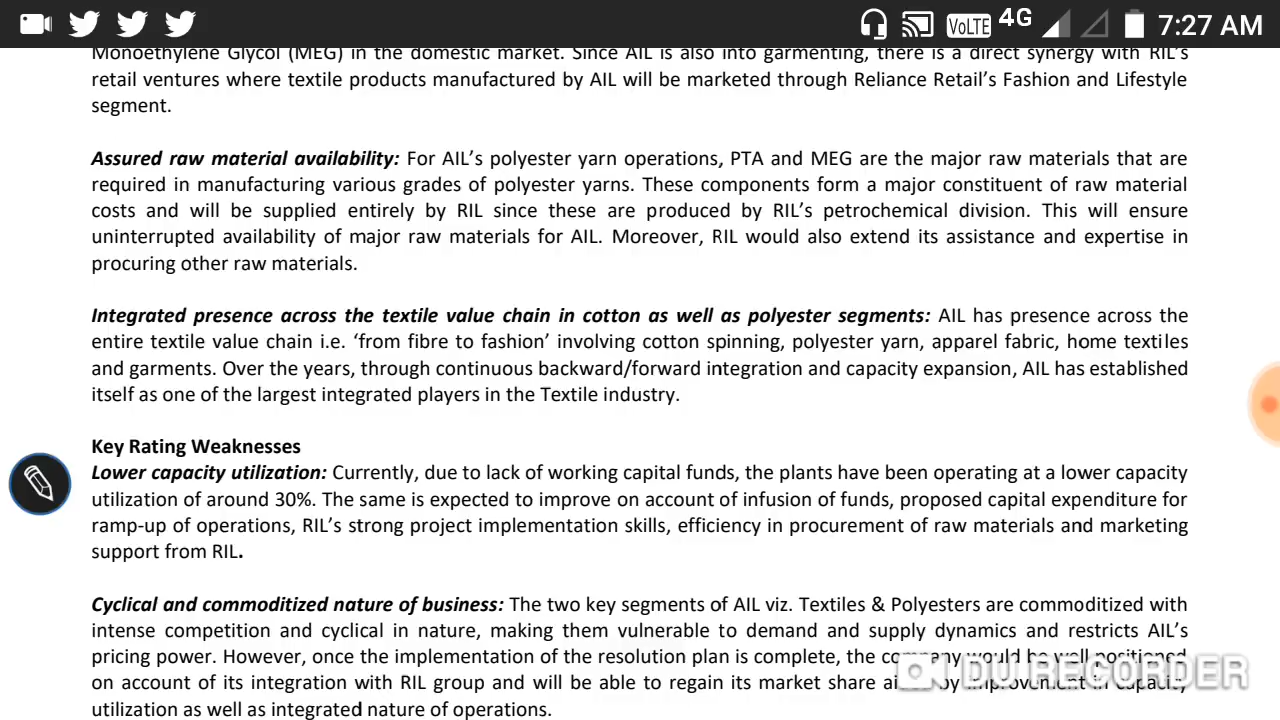 VoLTE 4G 7:27 AM
Monoethylene Glycol (MEG) in the domestic market. Since AIL is also into garmenting, there is a direct synergy with RIL's
retail ventures where textile products manufactured by AIL will be marketed through Reliance Retail's Fashion and Lifestyle
segment.
Assured raw material availability: For AIL's polyester yarn operations, PTA and MEG are the major raw materials that are
required in manufacturing various grades of polyester yarns. These components form a major constituent of raw material
costs and will be supplied entirely by RIL since these are produced by RIL's petrochemical division. This will ensure
uninterrupted availability of major raw materials for AIL. Moreover, RIL would also extend its assistance and expertise in
procuring other raw materials.
Integrated presence across the textile value chain in cotton as well as polyester segments: AIL has presence across the
entire textile value chain i.e. 'from fibre to fashion' involving cotton spinning, polyester yarn, apparel fabric, home textiles
and garments. Over the years, through continuous backward/forward integration and capacity expansion, AIL has established
itself as one of the largest integrated players in the Textile industry.
Key Rating Weaknesses
Lower capacity utilization: Currently, due to lack of working capital funds, the plants have been operating at a lower capacity
utilization of around 30%. The same is expected to improve on account of infusion of funds, proposed capital expenditure for
ramp-up of operations, RIL's strong project implementation skills, efficiency in procurement of raw materials and marketing
support from RIL.
Cyclical and commoditized nature of business: The two key segments of AIL viz. Textiles & Polyesters are commoditized with
intense competition and cyclical in nature, making them vulnerable to demand and supply dynamics and restricts AIL's
pricing power. However, once the implementation of the resolution plan is complete, the company would be well positioned
on account of its integration with RIL group and will be able to regain its market share aided by improvement in capacity
utilization as well as integrated nature of operations.
DU RECORDER